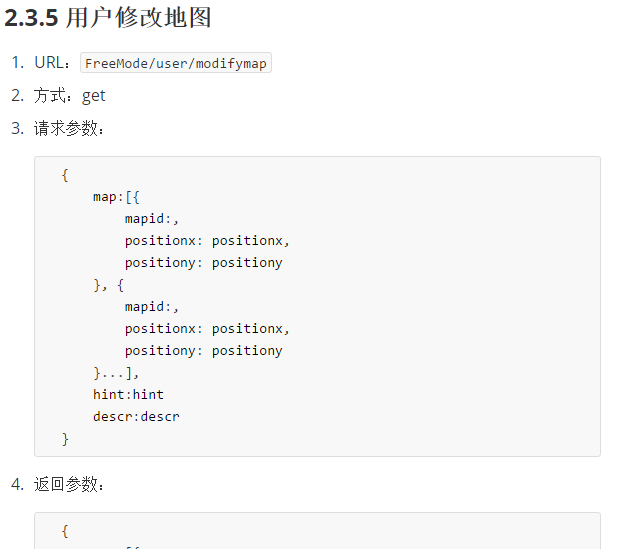 2.3.5 用户修改地图
1. URL： FreeMode/user/modifymap
2. 方式：get
3. 请求参数：
{
map:[{
mapid:,
positionx: positionx,
positiony: positiony
}, {
mapid:,
positionx: positionx,
positiony: positiony
}...],
hint:hint
descr:descr
}
4. 返回参数：
{